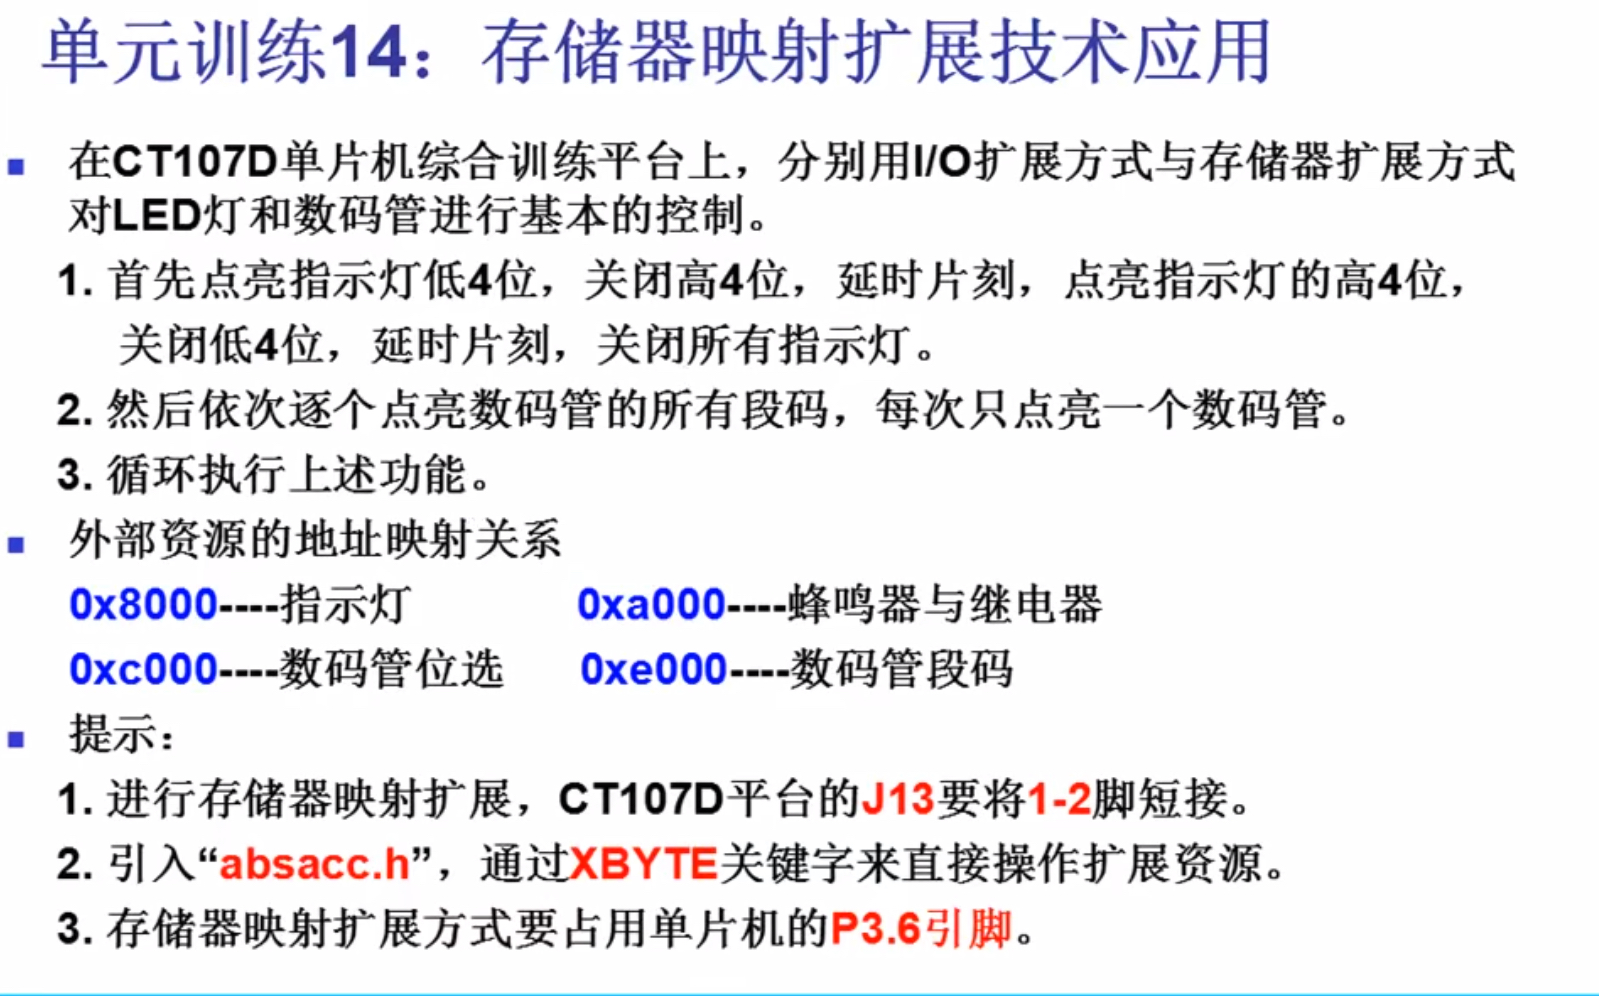 单元训练14：存储器映射扩展技术应用
在CT107D单片机综合训练平台上，分别用I/O扩展方式与存储器扩展方式
对LED灯和数码管进行基本的控制。
1. 首先点亮指示灯低4位，关闭高4位，延时片刻，点亮指示灯的高4位，
关闭低4位，延时片刻，关闭所有指示灯。
2. 然后依次逐个点亮数码管的所有段码，每次只点亮一个数码管。
3. 循环执行上述功能。
外部资源的地址映射关系
0x8000----指示灯 0xa000----蜂鸣器与继电器
0xc000----数码管位选 0xe000----数码管段码
提示：
1. 进行存储器映射扩展，CT107D平台的J13要将1-2脚短接。
2. 引入“absacc.h”，通过XBYTE关键字来直接操作扩展资源。
3. 存储器映射扩展方式要占用单片机的P3.6引脚。